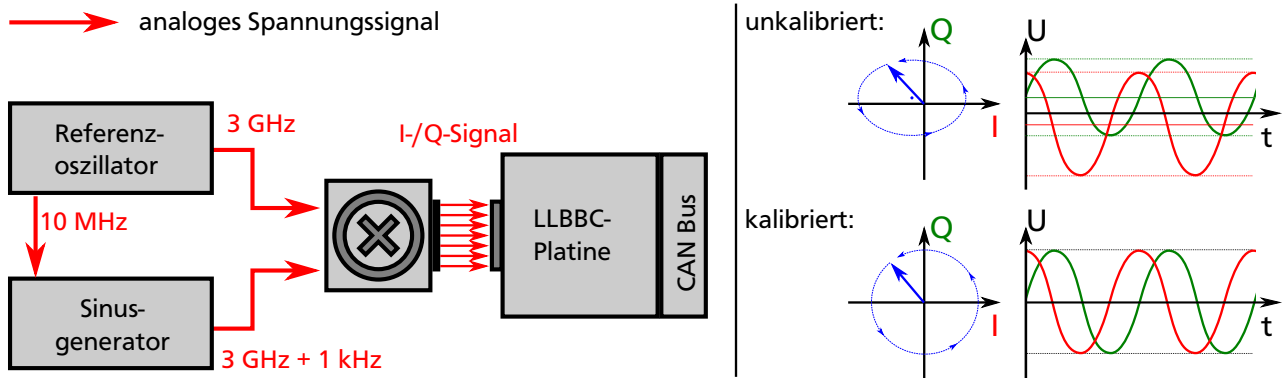 analoges Spannungssignal
Referenz-
oszillator
3 GHz
10 MHz
Sinus-
generator
3 GHz + 1 kHz
I-/Q-Signal
LLBBC-
Platine
CAN Bus
unkalibriert:
Q
I
U
t
kalibriert:
Q
I
U
t